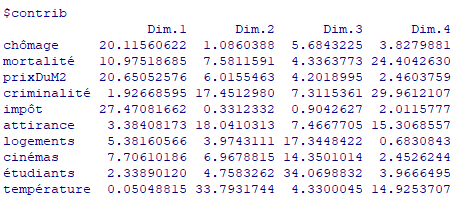 $contrib
Dim.1 Dim.2 Dim.3 Dim.4
chômage 20.11560622 1.0860388 5.6843225 3.8279881
mortalité 10.97518685 7.5811591 4.3363773 24.4042630
prixDuM2 20.65052576 6.0155463 4.2018995 2.4603759
criminalité 1.92668595 17.4512980 7.3115361 29.9612107
impôt 27.47081662 0.3312332 0.9042627 2.0115777
attirance 3.38408173 18.0410313 7.4667705 15.3068557
logements 5.38160566 3.9743111 17.3448422 0.6830843
cinémas 7.70610186 6.9678815 14.3501014 2.4526244
étudiants 2.33890120 4.7583262 34.0698832 3.9666495
température 0.05048815 33.7931744 4.3300045 14.9253707